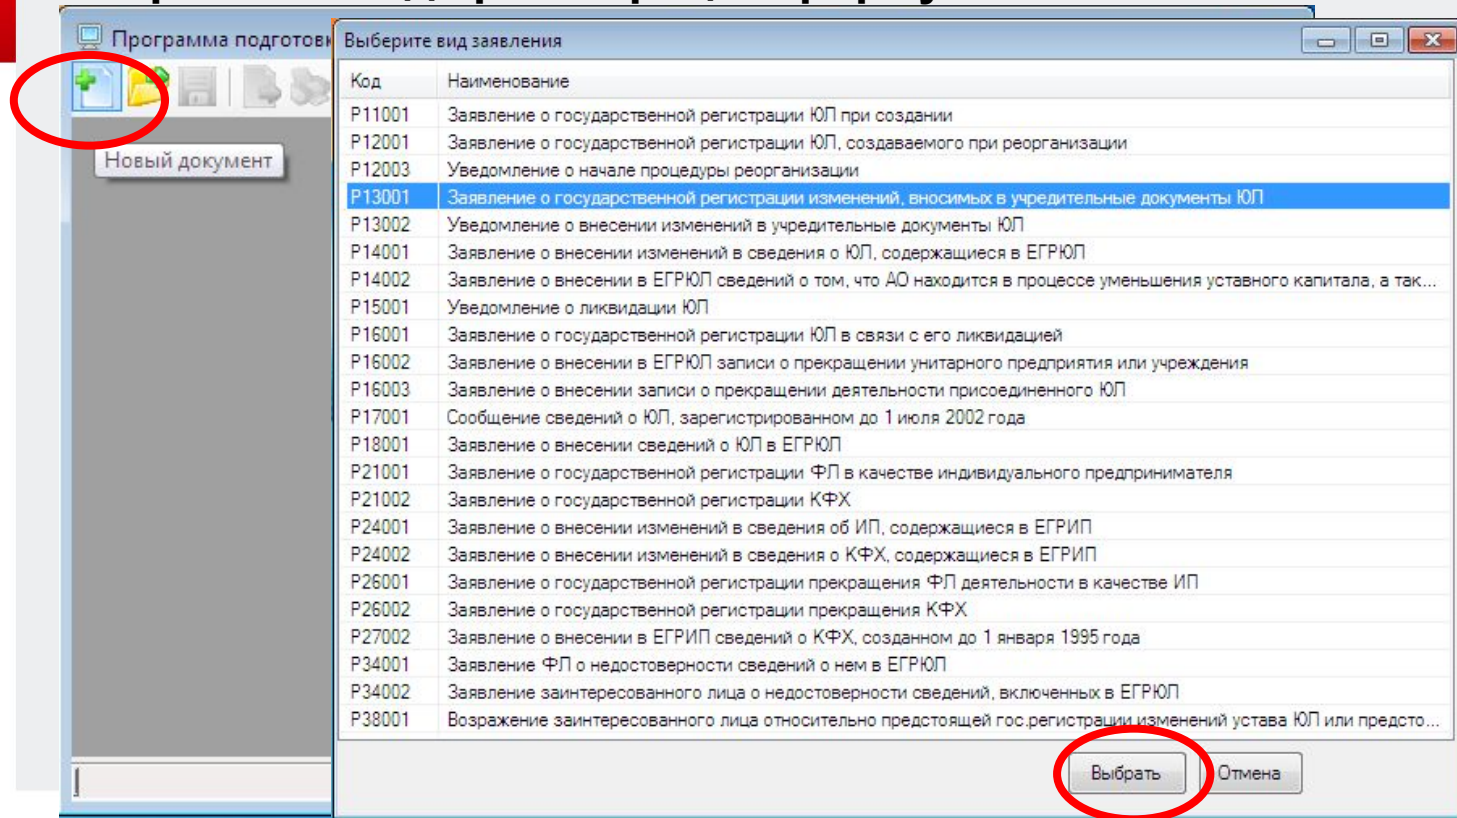 Программа подготовк
Выберите вид заявления
Код Наименование
Р11001 Заявление о государственной регистрации ЮЛ при создании
Р12001 Заявление о государственной регистрации ЮЛ, создаваемого при реорганизации
Новый документ
Р12003 Уведомление о начале процедуры реорганизации
Р13001 Заявление о государственной регистрации изменений, вносимых в учредительные документы ЮЛ
Р13002 Уведомление о внесении изменений в учредительные документы ЮЛ
Р14001 Заявление о внесении изменений в сведения о ЮЛ, содержащиеся в ЕГРЮЛ
Р14002 Заявление о внесении в ЕГРЮЛ сведений о том, что АО находится в процессе уменьшения уставного капитала, а так...
Р15001 Уведомление о ликвидации ЮЛ
Р16001 Заявление о государственной регистрации ЮЛ в связи с его ликвидацией
Р16002 Заявление о внесении в ЕГРЮЛ записи о прекращении унитарного предприятия или учреждения
Р16003 Заявление о внесении записи о прекращении деятельности присоединенного ЮЛ
Р17001 Сообщение сведений о ЮЛ, зарегистрированном до 1 июля 2002 года
Р18001 Заявление о внесении сведений о ЮЛ в ЕГРЮЛ
Р21001 Заявление о государственной регистрации ФЛ в качестве индивидуального предпринимателя
Р21002 Заявление о государственной регистрации КФХ
Р24001 Заявление о внесении изменений в сведения об ИП, содержащиеся в ЕГРИП
Р24002 Заявление о внесении изменений в сведения о КФХ, содержащиеся в ЕГРИП
Р26001 Заявление о государственной регистрации прекращения ФЛ деятельности в качестве ИП
Р26002 Заявление о государственной регистрации прекращения КФХ
Р27002 Заявление о внесении в ЕГРИП сведений о КФХ, созданном до 1 января 1995 года
Р34001 Заявление ФЛ о недостоверности сведений о нем в ЕГРЮЛ
Р34002 Заявление заинтересованного лица о недостоверности сведений, включенных в ЕГРЮЛ
Р38001 Возражение заинтересованного лица относительно предстоящей гос.регистрации изменений устава ЮЛ или предсто...
Выбрать Отмена